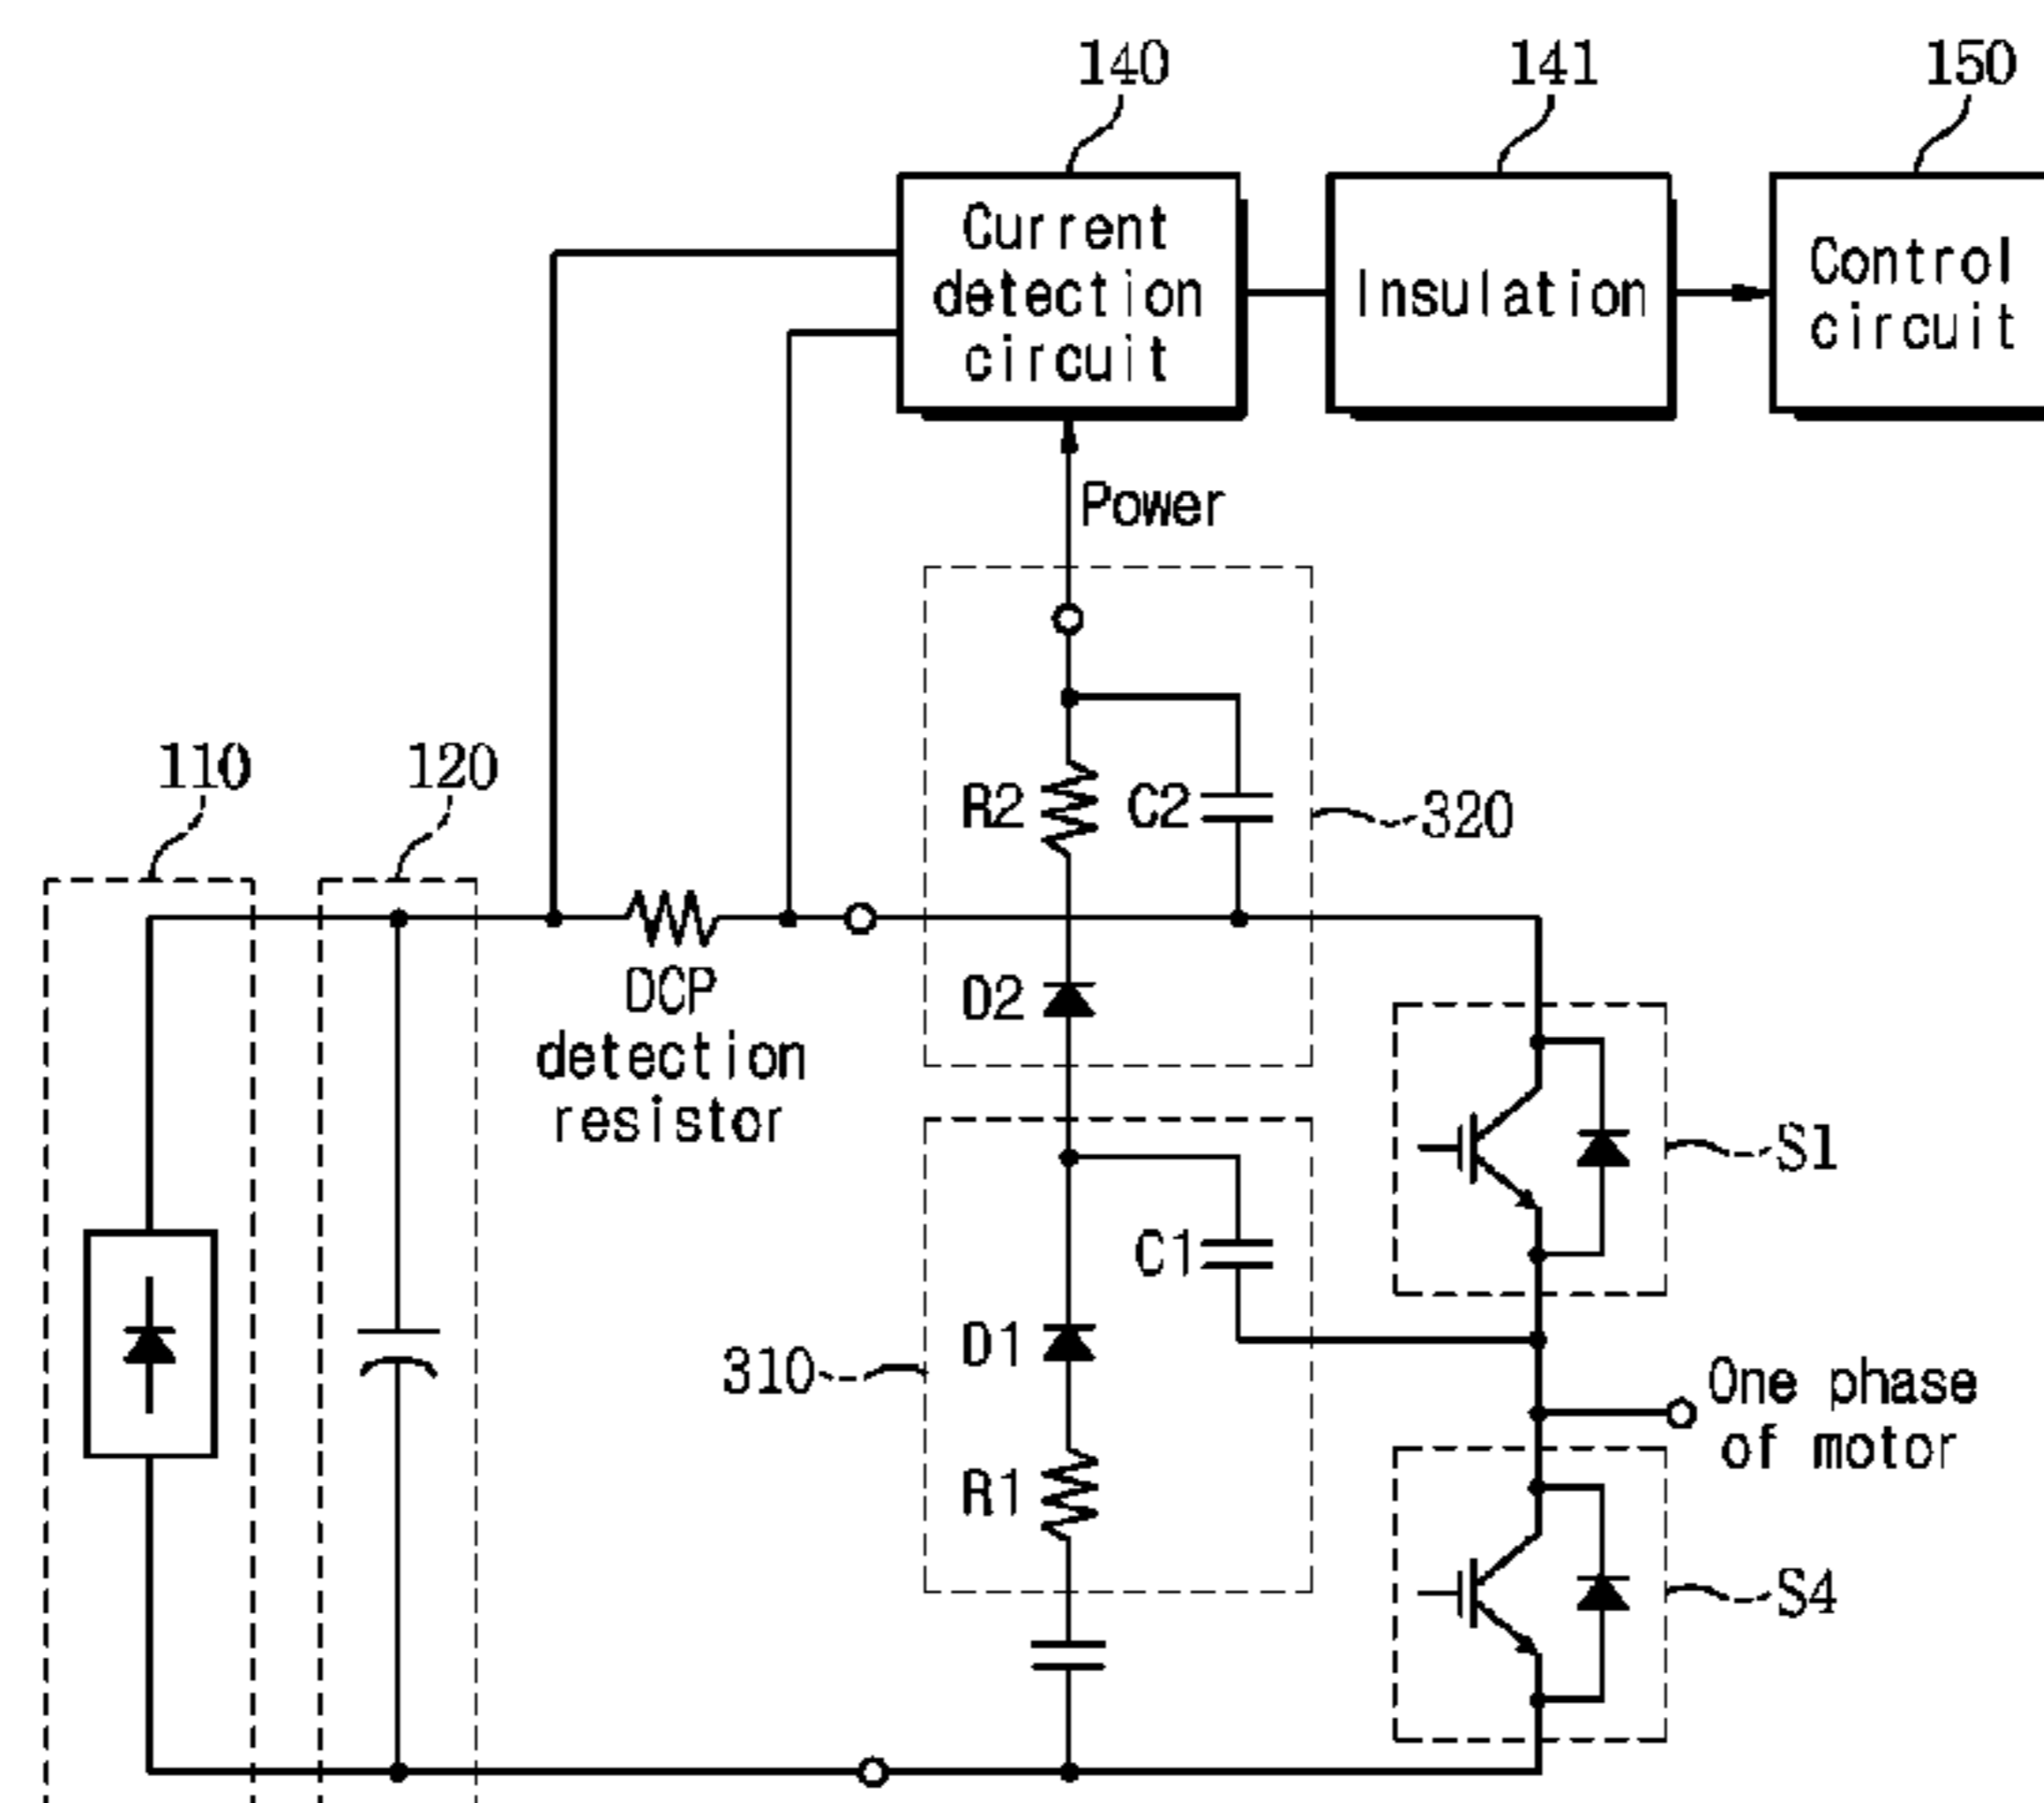 140
141
150
Current
detection
circuit
Insulation
Control
circuit
Power
110
120
R2
C2
320
DCP
detection
resistor
D2
S1
C1
310
D1
One phase
of motor
R1
S4